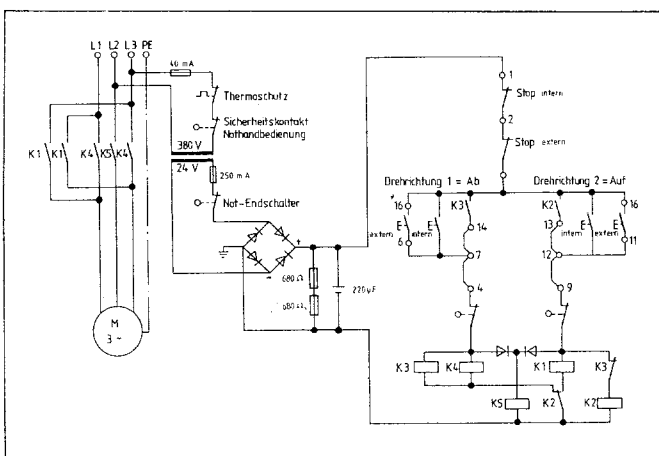 L1 L2 L3 PE
40 mA
Thermoschutz
Sicherheitskontakt
Nothandbedienung
K1 K1 K4 K5 K4
380 V
24 V
250 mA
Not-Endschalter
+
-
680 Ω
680 Ω
220 µF
M
3 ~
1
Stop intern
2
Stop extern
Drehrichtung 1 = Ab
Drehrichtung 2 = Auf
16 K3 14
E E
extern intern
6 7
4
K2 16
13
E E
intern extern
12 11
9
K3 K4 K1 K3
K5 K2 K2